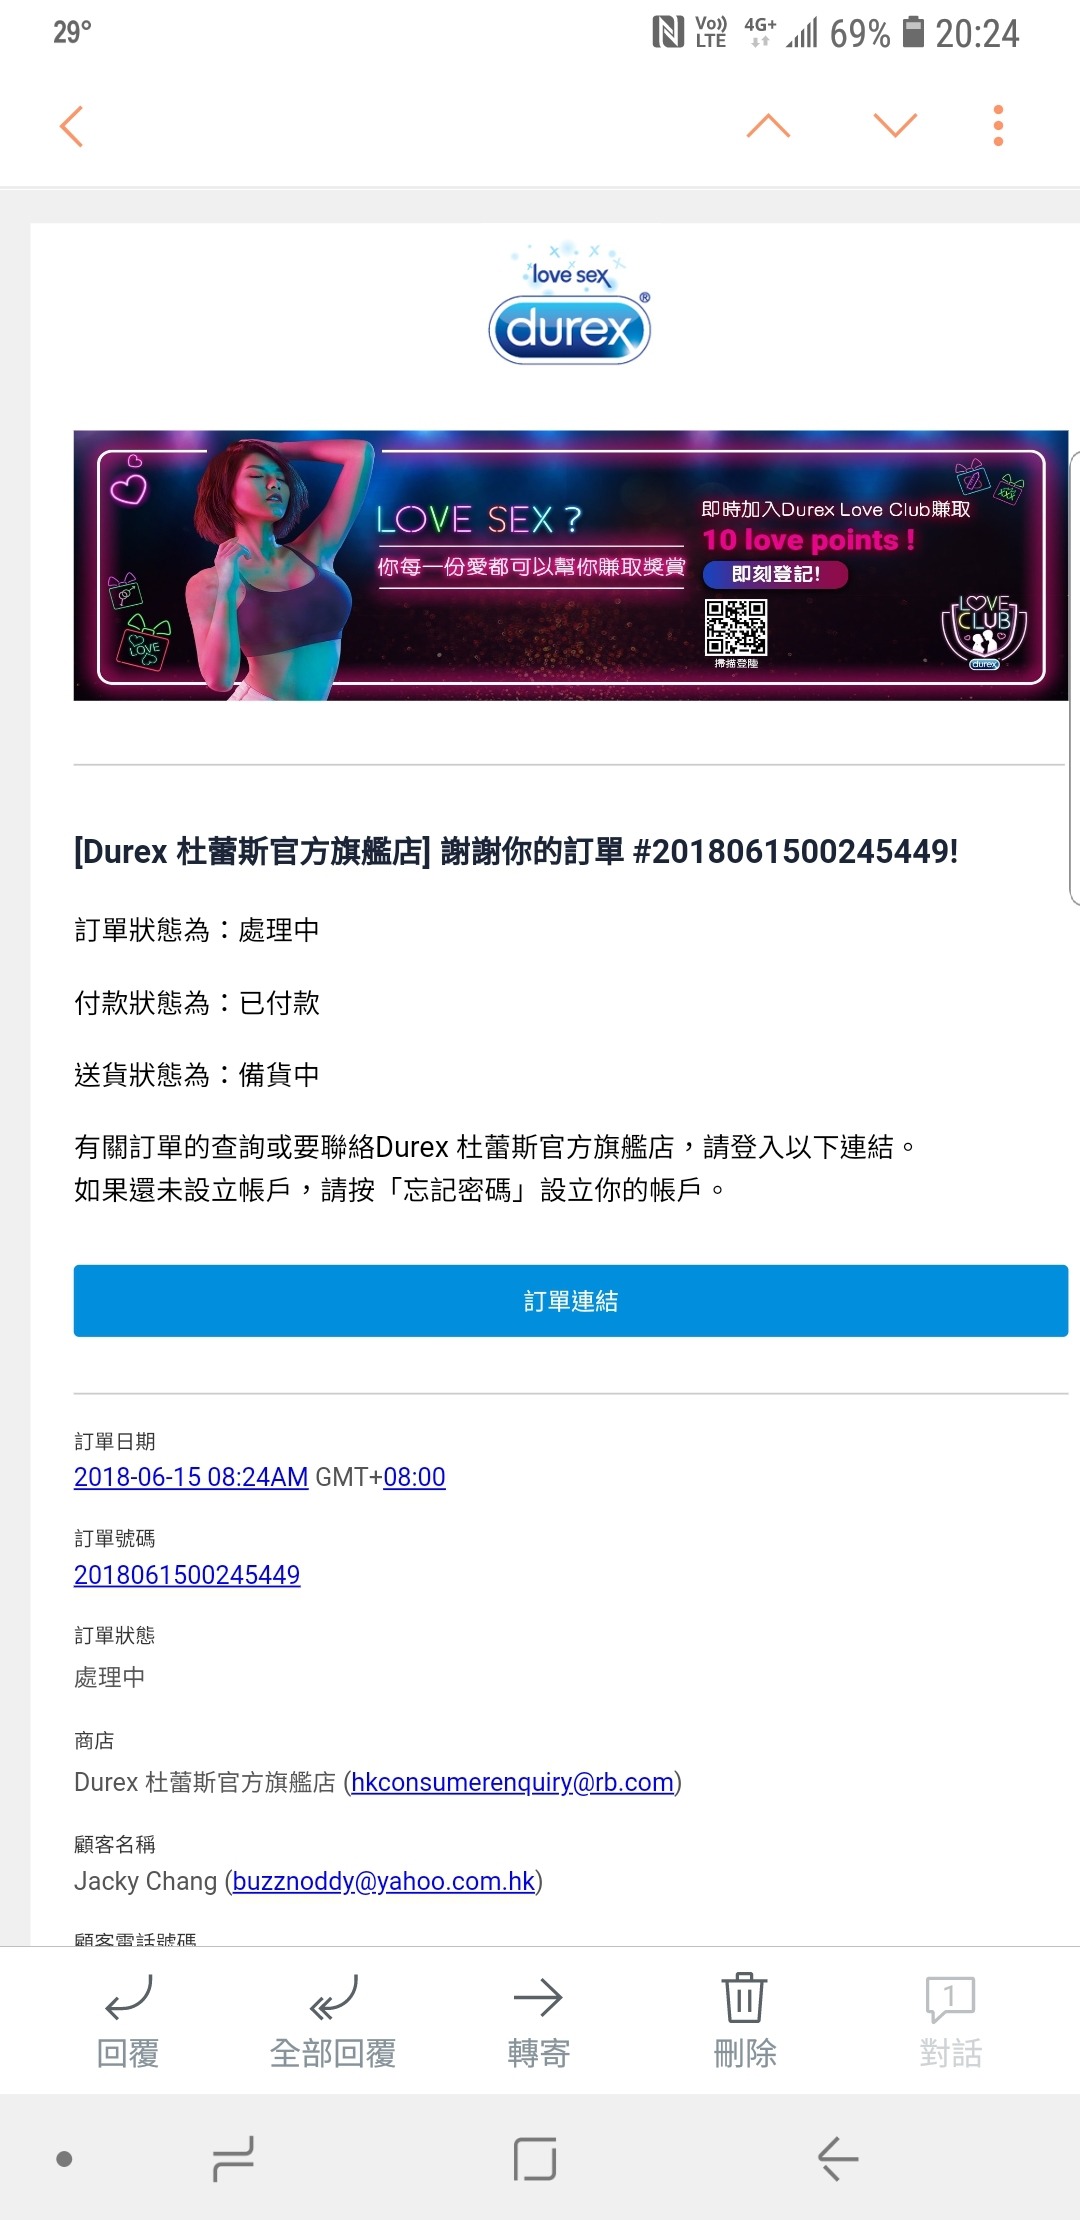 29°
Vo)) LTE 4G+ 69% 20:24
love sex
durex®
LOVE SEX ?
你每一份愛都可以幫你賺取獎賞
即時加入Durex Love Club賺取
10 love points !
即刻登記!
掃描登陸
LOVE
XXX
LOVE CLUB
durex
[Durex 杜蕾斯官方旗艦店] 謝謝你的訂單 #2018061500245449!
訂單狀態為：處理中
付款狀態為：已付款
送貨狀態為：備貨中
有關訂單的查詢或要聯絡Durex 杜蕾斯官方旗艦店，請登入以下連結。
如果還未設立帳戶，請按「忘記密碼」設立你的帳戶。
訂單連結
訂單日期
2018-06-15 08:24AM GMT+08:00
訂單號碼
2018061500245449
訂單狀態
處理中
商店
Durex 杜蕾斯官方旗艦店 (hkconsumerenquiry@rb.com)
顧客名稱
Jacky Chang (buzznoddy@yahoo.com.hk)
顧客電話號碼
回覆 全部回覆 轉寄 刪除 1 對話